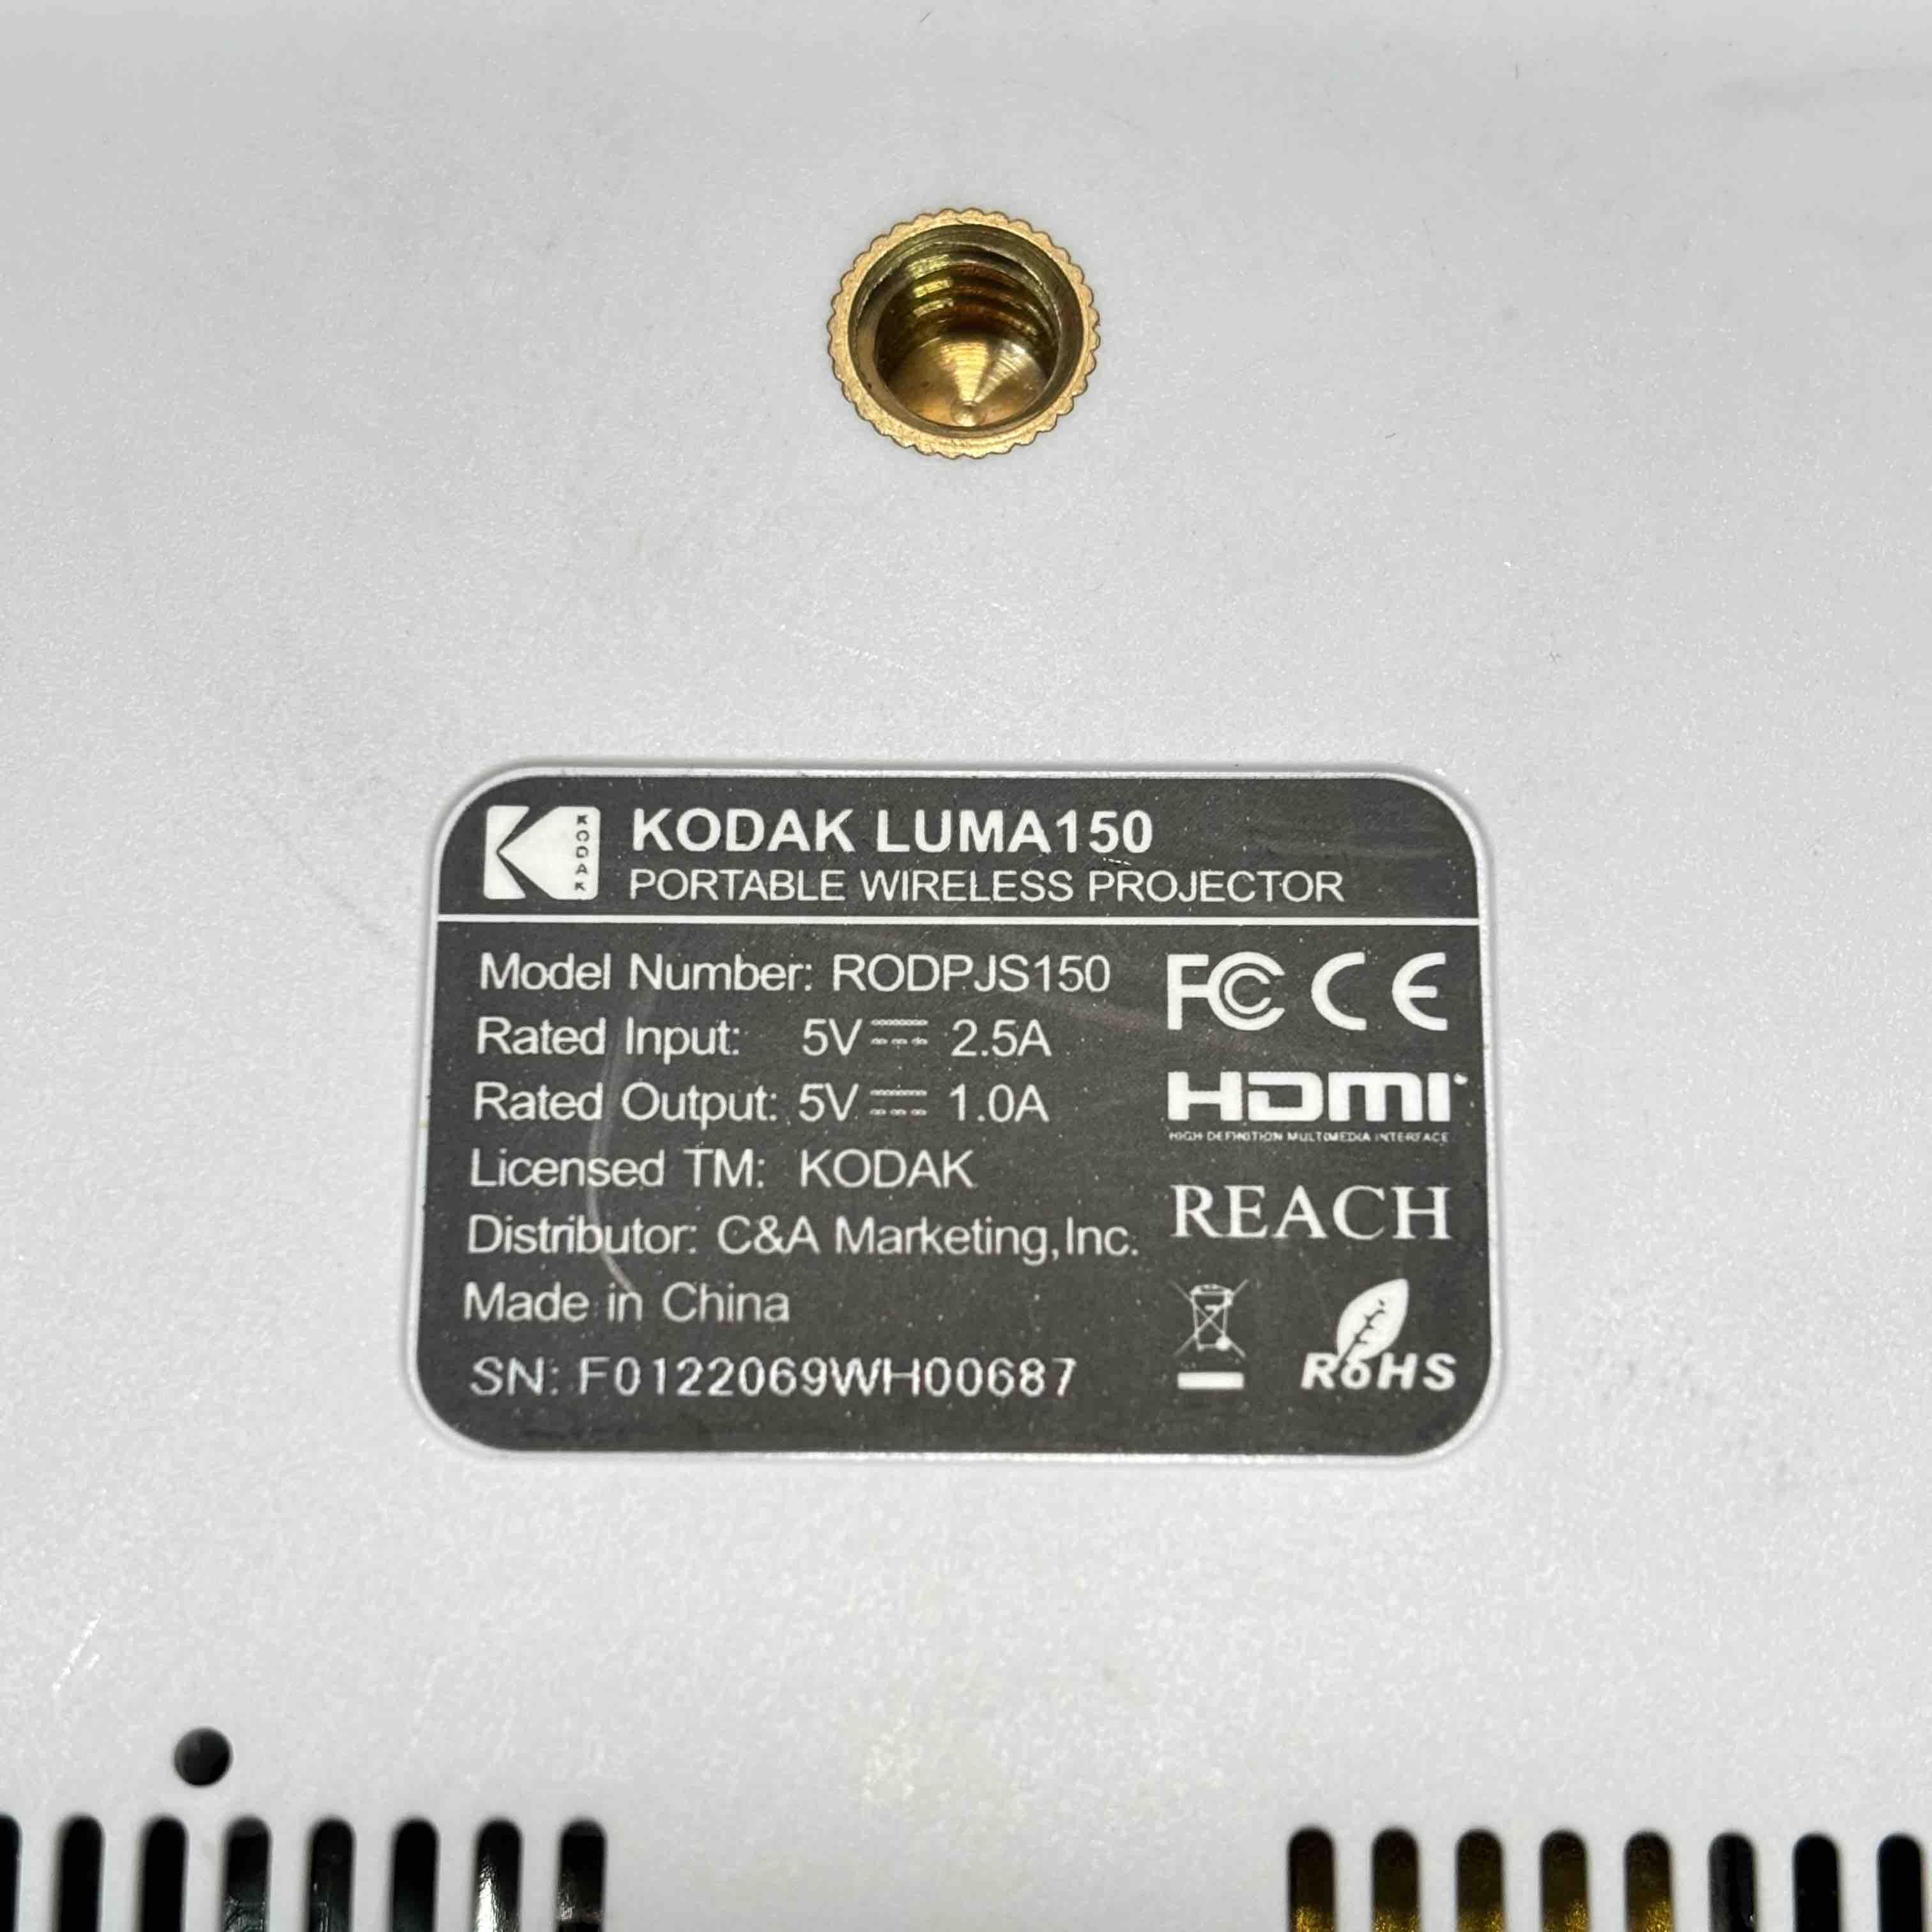 KODAK
KODAK LUMA150
PORTABLE WIRELESS PROJECTOR
Model Number: RODPJS150
Rated Input: 5V⎓2.5A
Rated Output: 5V⎓1.0A
Licensed TM: KODAK
Distributor: C&A Marketing,Inc.
Made in China
SN: F0122069WH00687
FC CE
HDMI
HIGH DEFINITION MULTIMEDIA INTERFACE
REACH
RoHS